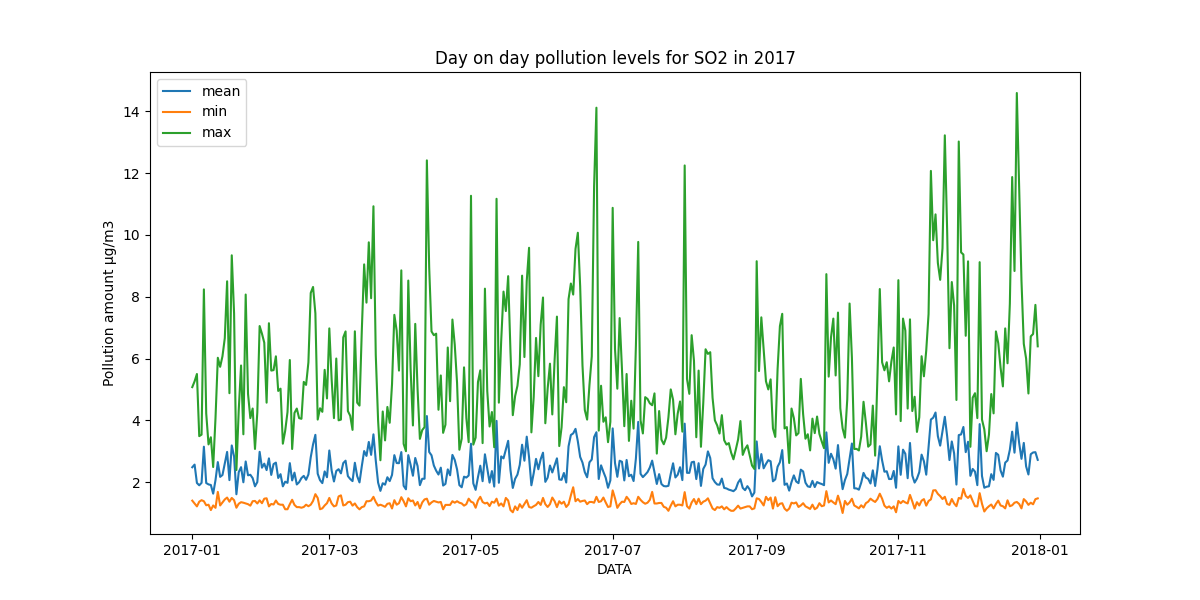 Day on day pollution levels for SO2 in 2017
mean
min
max
14
12
10
8
6
4
2
Pollution amount µg/m3
2017-01
2017-03
2017-05
2017-07
2017-09
2017-11
2018-01
DATA